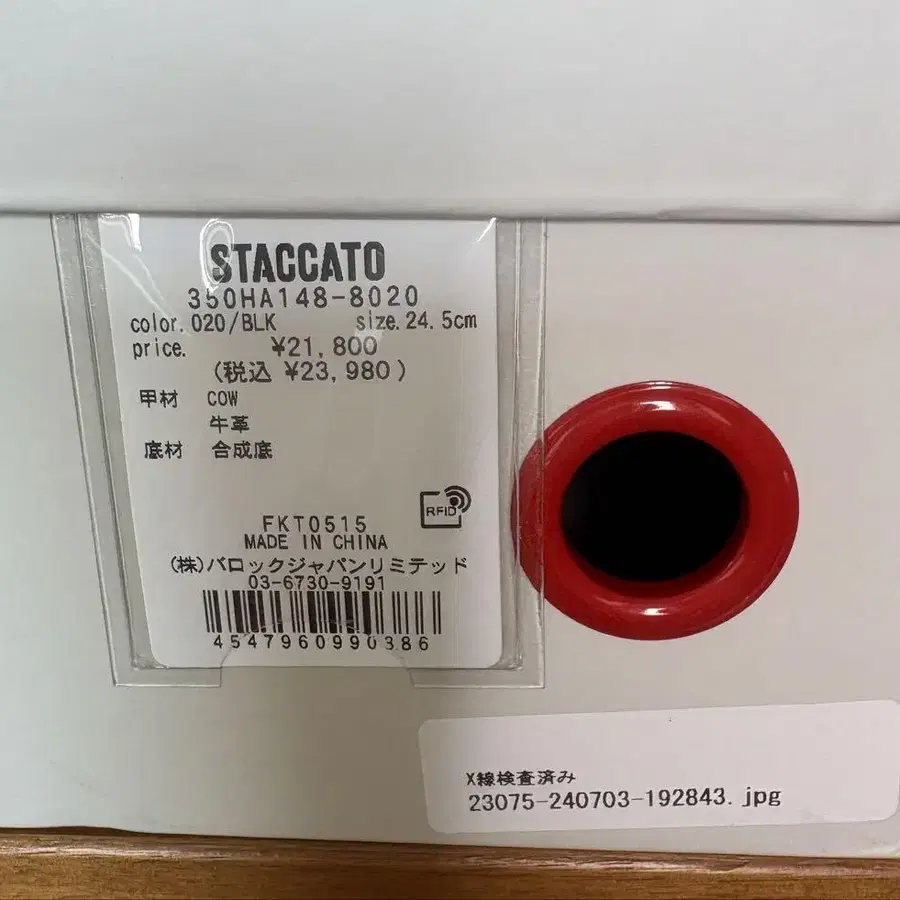 STACCATO
350HA148-8020
color.020/BLK size.24.5cm
price. ¥21,800
(税込 ¥23,980)
甲材 COW
牛革
底材 合成底
RFID
FKT0515
MADE IN CHINA
(株)バロックジャパンリミテッド
03-6730-9191
4547960990386
X線検査済み
23075-240703-192843.jpg